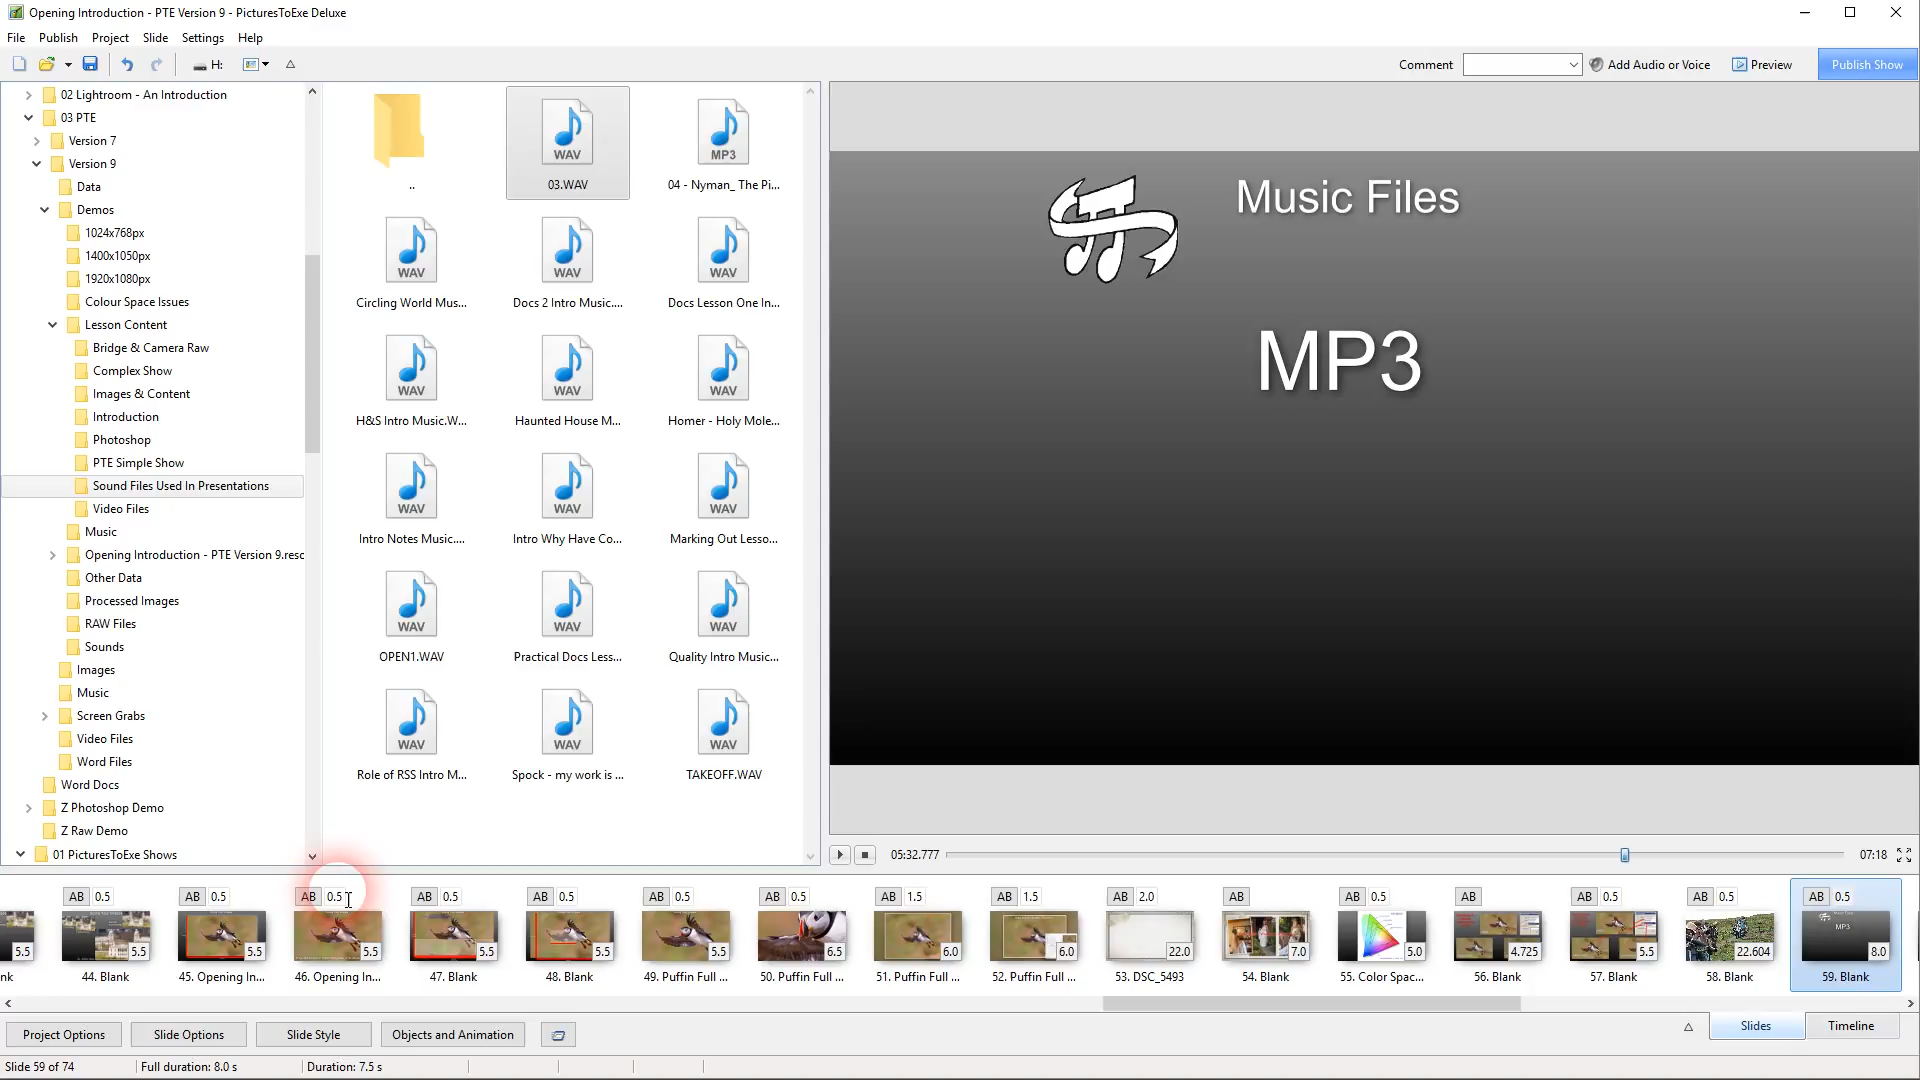 Opening Introduction - PTE Version 9 - PicturesToExe Deluxe
File Publish Project Slide Settings Help
H:
Comment
Add Audio or Voice
Preview
Publish Show
02 Lightroom - An Introduction
03 PTE
Version 7
Version 9
Data
Demos
1024x768px
1400x1050px
1920x1080px
Colour Space Issues
Lesson Content
Bridge & Camera Raw
Complex Show
Images & Content
Introduction
Photoshop
PTE Simple Show
Sound Files Used In Presentations
Video Files
Music
Opening Introduction - PTE Version 9.resc
Other Data
Processed Images
RAW Files
Sounds
Images
Music
Screen Grabs
Video Files
Word Files
Word Docs
Z Photoshop Demo
Z Raw Demo
01 PicturesToExe Shows
WAV MP3
.. 03.WAV 04 - Nyman_ The Pi...
WAV WAV WAV
Circling World Mus... Docs 2 Intro Music.... Docs Lesson One In...
WAV WAV WAV
H&S Intro Music.W... Haunted House M... Homer - Holy Mole...
WAV WAV WAV
Intro Notes Music.... Intro Why Have Co... Marking Out Lesso...
WAV WAV WAV
OPEN1.WAV Practical Docs Less... Quality Intro Music...
WAV WAV WAV
Role of RSS Intro M... Spock - my work is ... TAKEOFF.WAV
Music Files
MP3
05:32.777 07:18
AB 0.5 AB 0.5 AB 0.5 AB 0.5 AB 0.5 AB 0.5 AB 0.5 AB 1.5 AB 1.5 AB 2.0 AB AB 0.5 AB AB 0.5 AB 0.5 AB 0.5
MP3
5.5 5.5 5.5 5.5 5.5 5.5 5.5 6.5 6.0 6.0 22.0 7.0 5.0 4.725 5.5 22.604 8.0
nk 44. Blank 45. Opening In... 46. Opening In... 47. Blank 48. Blank 49. Puffin Full ... 50. Puffin Full ... 51. Puffin Full ... 52. Puffin Full ... 53. DSC_5493 54. Blank 55. Color Spac... 56. Blank 57. Blank 58. Blank 59. Blank
Project Options Slide Options Slide Style Objects and Animation Slides Timeline
Slide 59 of 74 Full duration: 8.0 s Duration: 7.5 s